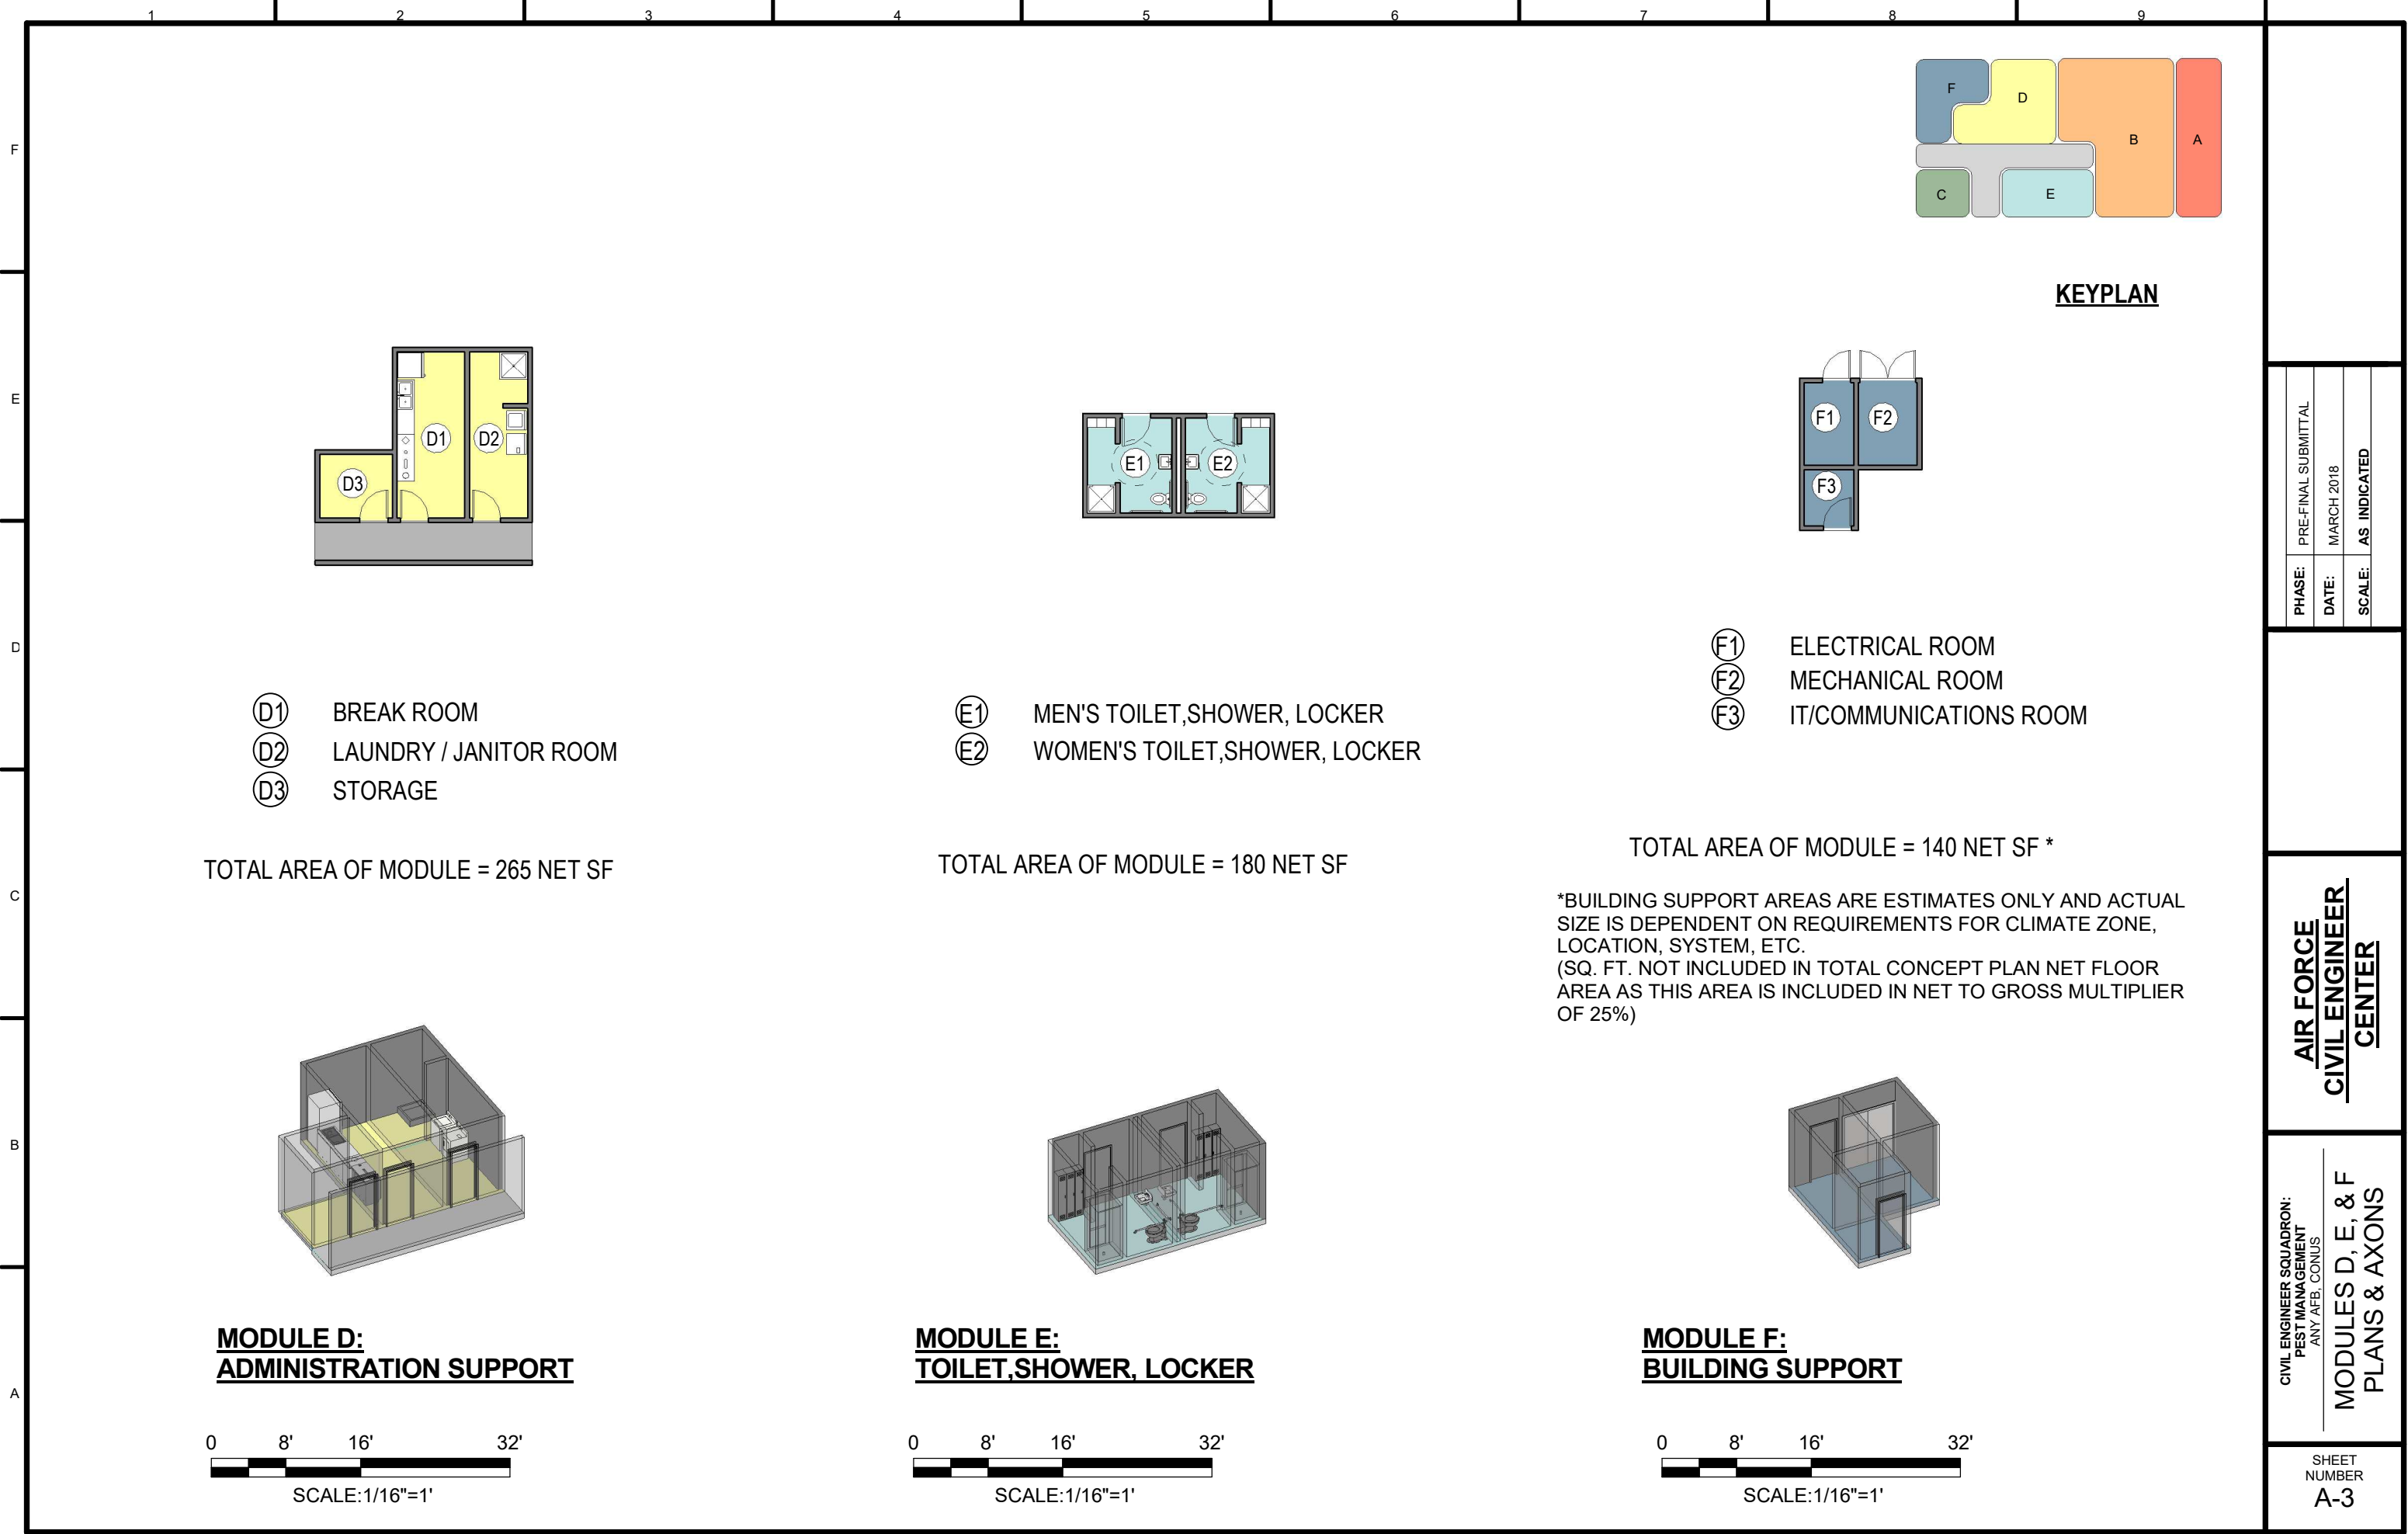 1 2 3 4 5 6 7 8 9
F
E
D
C
B
A
F
D
B
A
C
E
KEYPLAN
D1
D2
D3
E1
E2
F1
F2
F3
D1 BREAK ROOM
D2 LAUNDRY / JANITOR ROOM
D3 STORAGE
TOTAL AREA OF MODULE = 265 NET SF
E1 MEN'S TOILET,SHOWER, LOCKER
E2 WOMEN'S TOILET,SHOWER, LOCKER
TOTAL AREA OF MODULE = 180 NET SF
F1 ELECTRICAL ROOM
F2 MECHANICAL ROOM
F3 IT/COMMUNICATIONS ROOM
TOTAL AREA OF MODULE = 140 NET SF *
*BUILDING SUPPORT AREAS ARE ESTIMATES ONLY AND ACTUAL
SIZE IS DEPENDENT ON REQUIREMENTS FOR CLIMATE ZONE,
LOCATION, SYSTEM, ETC.
(SQ. FT. NOT INCLUDED IN TOTAL CONCEPT PLAN NET FLOOR
AREA AS THIS AREA IS INCLUDED IN NET TO GROSS MULTIPLIER
OF 25%)
MODULE D:
ADMINISTRATION SUPPORT
0 8' 16' 32'
SCALE:1/16"=1'
MODULE E:
TOILET,SHOWER, LOCKER
0 8' 16' 32'
SCALE:1/16"=1'
MODULE F:
BUILDING SUPPORT
0 8' 16' 32'
SCALE:1/16"=1'
PHASE: PRE-FINAL SUBMITTAL
DATE: MARCH 2018
SCALE: AS INDICATED
AIR FORCE
CIVIL ENGINEER
CENTER
CIVIL ENGINEER SQUADRON:
PEST MANAGEMENT
ANY AFB, CONUS
MODULES D, E, & F
PLANS & AXONS
SHEET
NUMBER
A-3